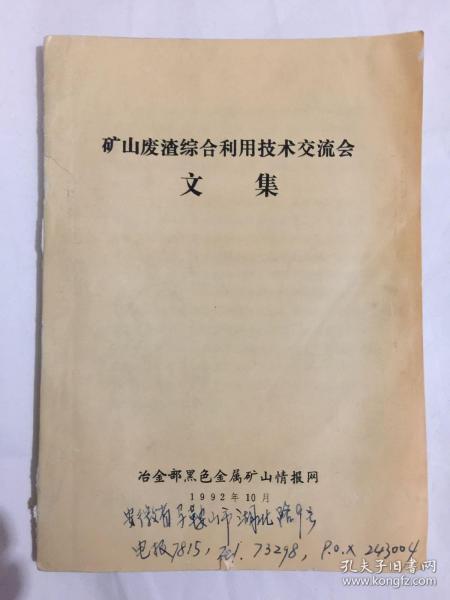 矿山废渣综合利用技术交流会
文 集
冶金部黑色金属矿山情报网
1992年10月
安徽省马鞍山市湖北路9号
电报7815, Tel. 73298, P.O.X 243004
孔夫子旧书网